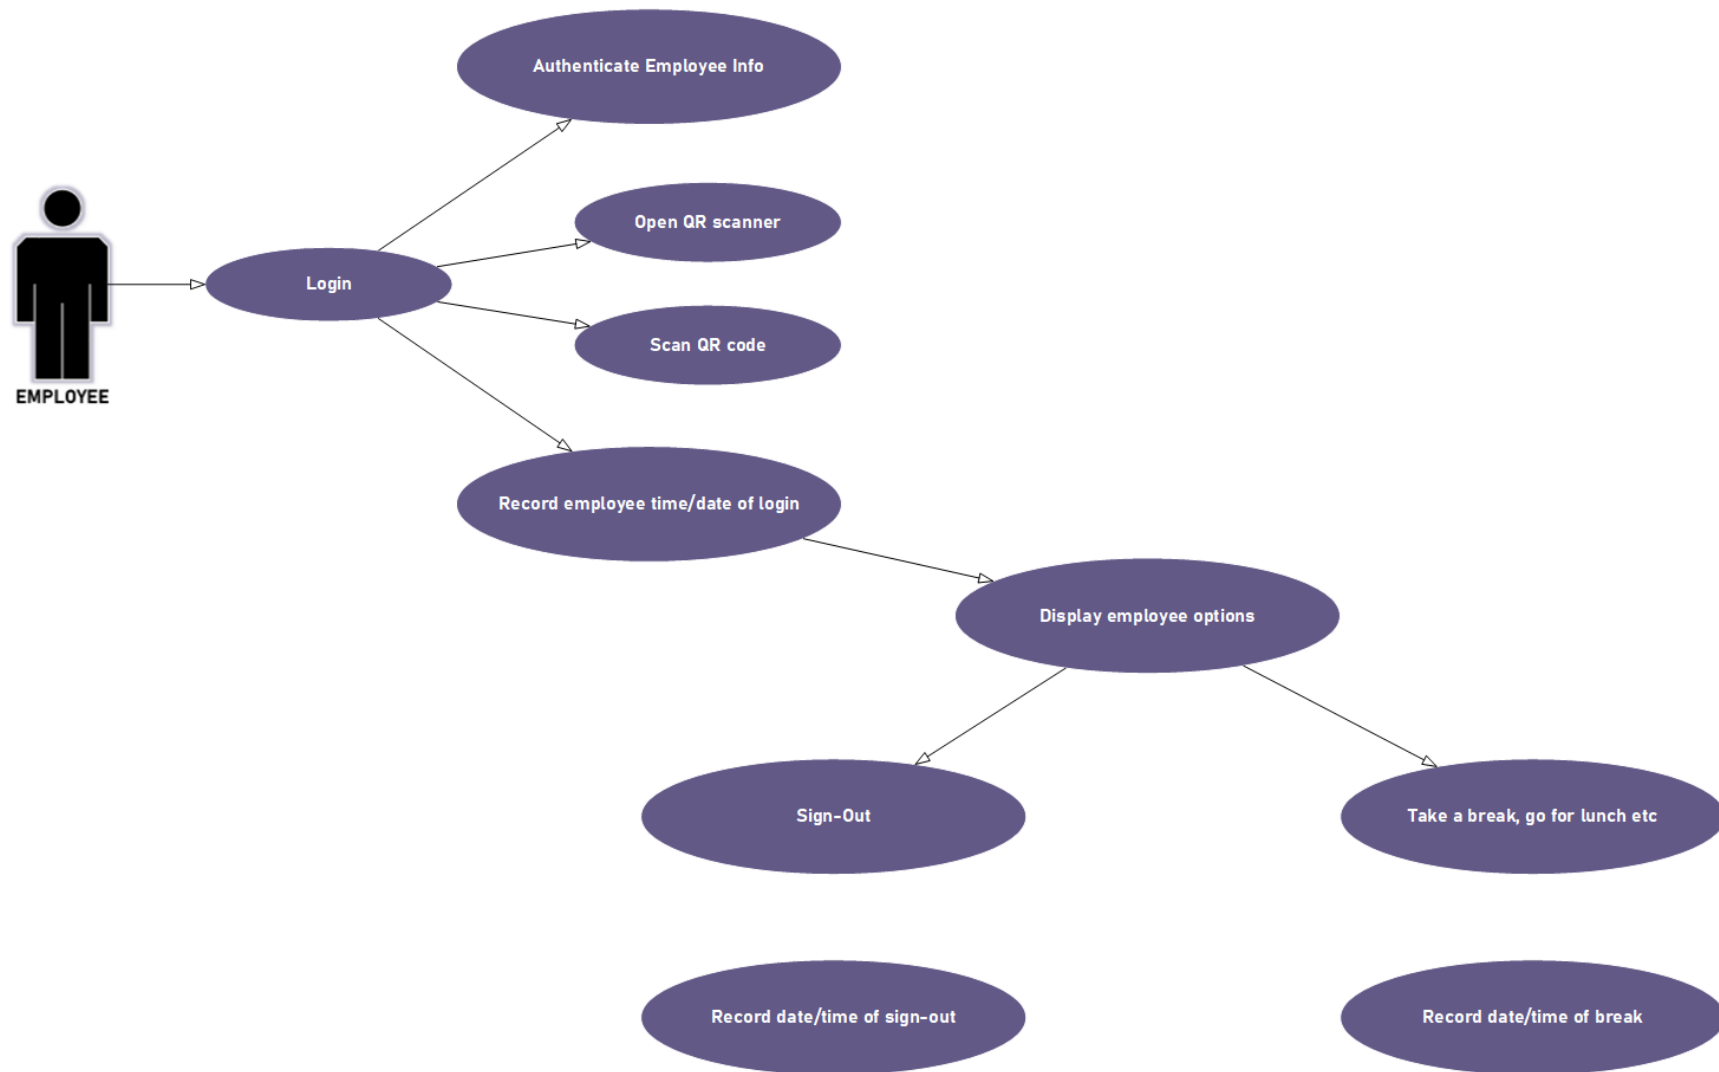 Authenticate Employee Info
Open QR scanner
Login
Scan QR code
EMPLOYEE
Record employee time/date of login
Display employee options
Sign-Out
Take a break, go for lunch etc
Record date/time of sign-out
Record date/time of break